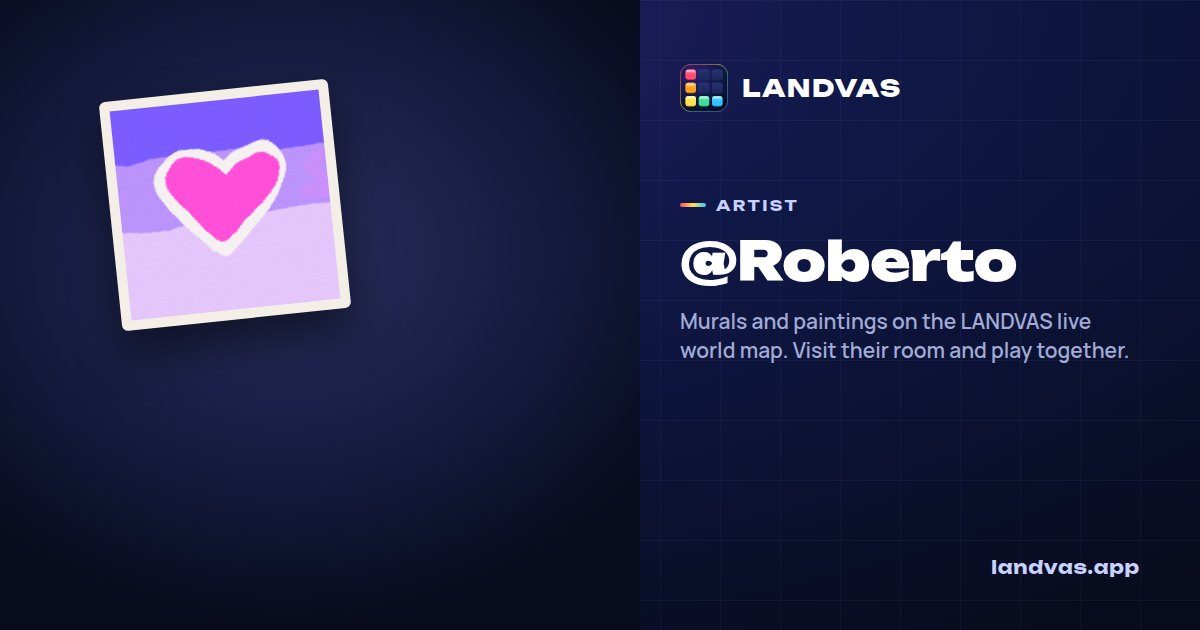 LANDVAS
ARTIST
@Roberto
Murals and paintings on the LANDVAS live
world map. Visit their room and play together.
landvas.app